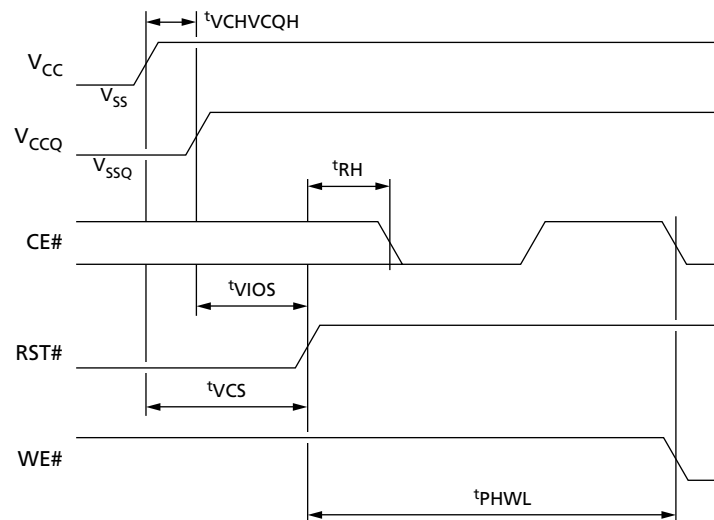 tVCHVCQH
VCC
VSS
VCCQ
VSSQ
tRH
CE#
tVIOS
RST#
tVCS
WE#
tPHWL